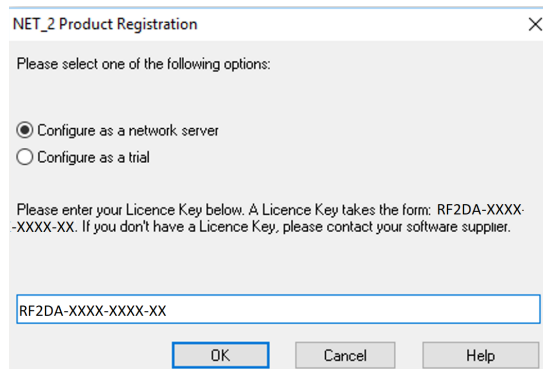 NET_2 Product Registration
Please select one of the following options:
Configure as a network server
Configure as a trial
Please enter your Licence Key below. A Licence Key takes the form: RF2DA-XXXX-
-XXXX-XX. If you don't have a Licence Key, please contact your software supplier.
RF2DA-XXXX-XXXX-XX
OK Cancel Help